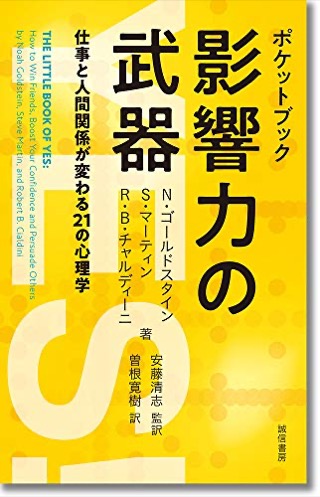 ポケットブック
影響力の
武器
仕事と人間関係が変わる21の心理学
THE LITTLE BOOK OF YES:
How to Win Friends, Boost Your Confidence and Persuade Others
by Noah Goldstein, Steve Martin, and Robert B. Cialdini
N・ゴールドスタイン
S・マーティン
R・B・チャルディーニ
著
安藤清志 監訳
曽根寛樹 訳
誠信書房
YES!